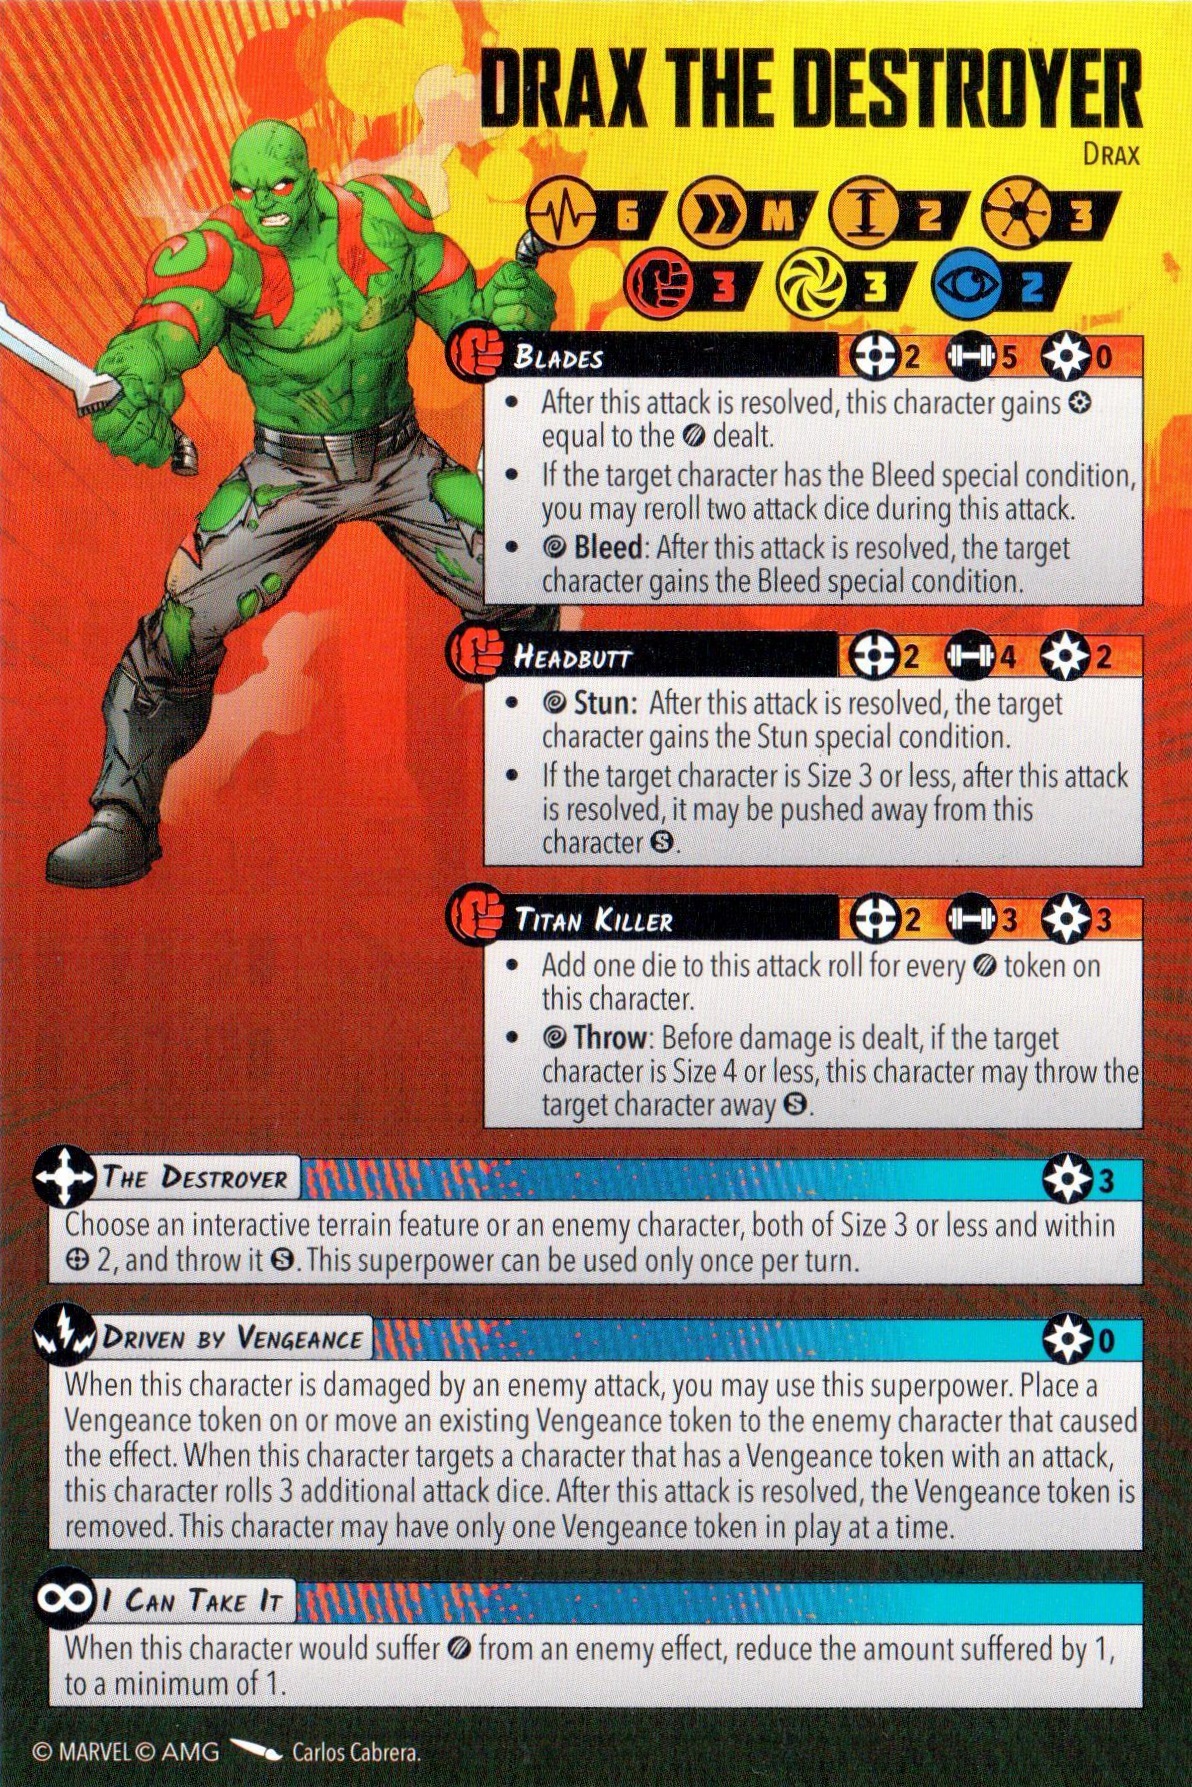 DRAX THE DESTROYER
DRAX
6 M 2 3
3 3 2
BLADES 2 5 0
• After this attack is resolved, this character gains
equal to the dealt.
• If the target character has the Bleed special condition,
you may reroll two attack dice during this attack.
• Bleed: After this attack is resolved, the target
character gains the Bleed special condition.
HEADBUTT 2 4 2
• Stun: After this attack is resolved, the target
character gains the Stun special condition.
• If the target character is Size 3 or less, after this attack
is resolved, it may be pushed away from this
character S.
TITAN KILLER 2 3 3
• Add one die to this attack roll for every token on
this character.
• Throw: Before damage is dealt, if the target
character is Size 4 or less, this character may throw the
target character away S.
THE DESTROYER 3
Choose an interactive terrain feature or an enemy character, both of Size 3 or less and within
2, and throw it S. This superpower can be used only once per turn.
DRIVEN BY VENGEANCE 0
When this character is damaged by an enemy attack, you may use this superpower. Place a
Vengeance token on or move an existing Vengeance token to the enemy character that caused
the effect. When this character targets a character that has a Vengeance token with an attack,
this character rolls 3 additional attack dice. After this attack is resolved, the Vengeance token is
removed. This character may have only one Vengeance token in play at a time.
I CAN TAKE IT
When this character would suffer from an enemy effect, reduce the amount suffered by 1,
to a minimum of 1.
© MARVEL © AMG Carlos Cabrera.